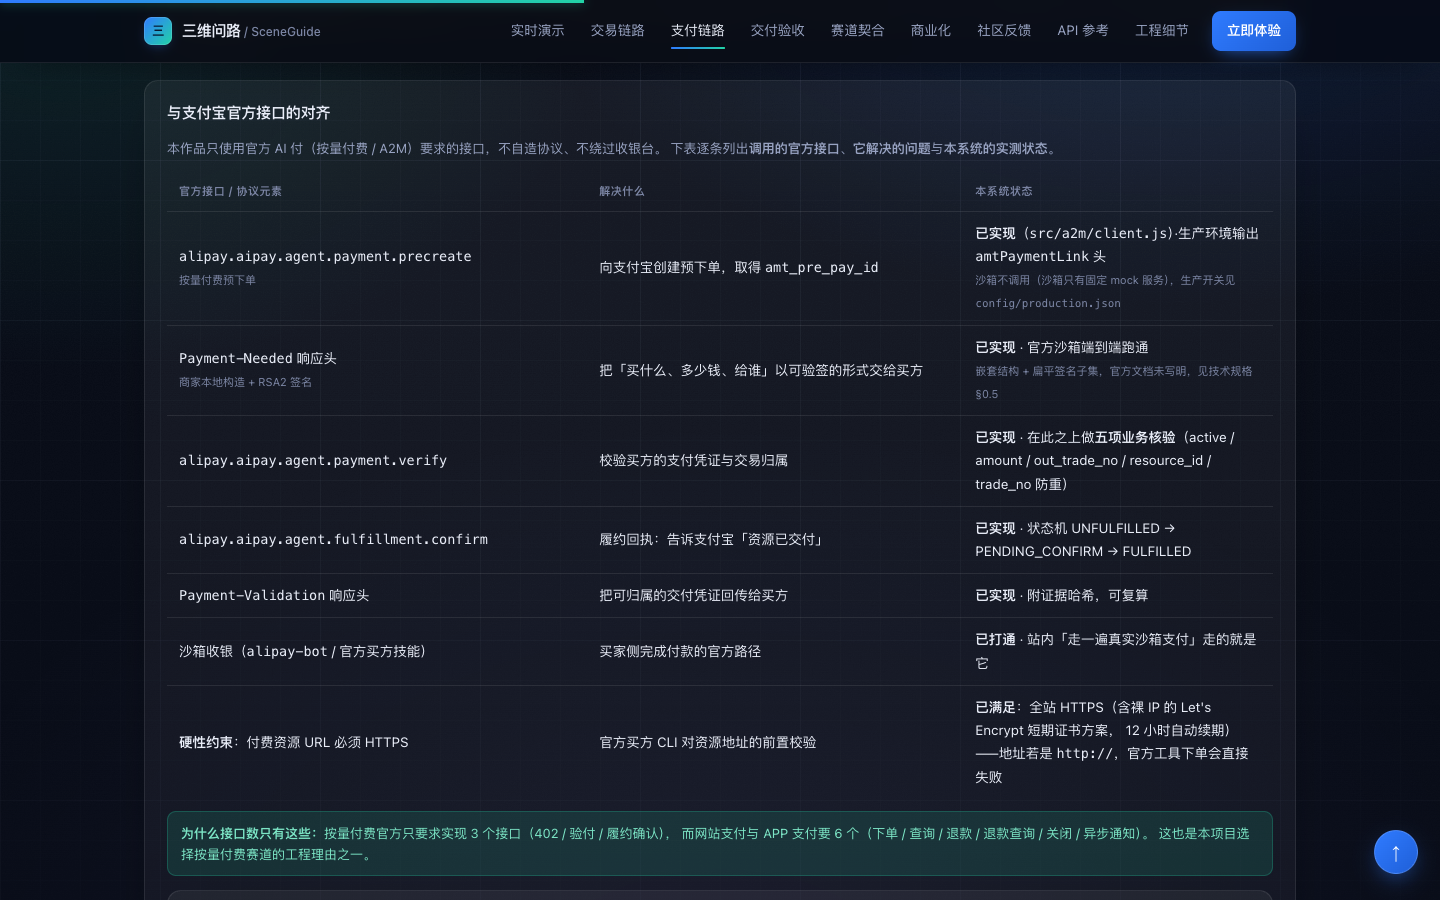 三 三维问路 / SceneGuide
实时演示 交易链路 支付链路 交付验收 赛道契合 商业化 社区反馈 API 参考 工程细节 立即体验
与支付宝官方接口的对齐
本作品只使用官方 AI 付（按量付费 / A2M）要求的接口，不自造协议、不绕过收银台。 下表逐条列出调用的官方接口、它解决的问题与本系统的实测状态。
官方接口 / 协议元素 解决什么 本系统状态
alipay.aipay.agent.payment.precreate
按量付费预下单
向支付宝创建预下单，取得 amt_pre_pay_id
已实现（src/a2m/client.js）·生产环境输出
amtPaymentLink 头
沙箱不调用（沙箱只有固定 mock 服务），生产开关见
config/production.json
Payment-Needed 响应头
商家本地构造 + RSA2 签名
把「买什么、多少钱、给谁」以可验签的形式交给买方
已实现 · 官方沙箱端到端跑通
嵌套结构 + 扁平签名子集，官方文档未写明，见技术规格
§0.5
alipay.aipay.agent.payment.verify
校验买方的支付凭证与交易归属
已实现 · 在此之上做五项业务核验（active /
amount / out_trade_no / resource_id /
trade_no 防重）
alipay.aipay.agent.fulfillment.confirm
履约回执：告诉支付宝「资源已交付」
已实现 · 状态机 UNFULFILLED →
PENDING_CONFIRM → FULFILLED
Payment-Validation 响应头
把可归属的交付凭证回传给买方
已实现 · 附证据哈希，可复算
沙箱收银（alipay-bot / 官方买方技能）
买家侧完成付款的官方路径
已打通 · 站内「走一遍真实沙箱支付」走的就是
它
硬性约束：付费资源 URL 必须 HTTPS
官方买方 CLI 对资源地址的前置校验
已满足：全站 HTTPS（含裸 IP 的 Let's
Encrypt 短期证书方案， 12 小时自动续期）
——地址若是 http://，官方工具下单会直接
失败
为什么接口数只有这些：按量付费官方只要求实现 3 个接口（402 / 验付 / 履约确认）， 而网站支付与 APP 支付要 6 个（下单 / 查询 / 退款 / 退款查询 / 关闭 / 异步通知）。 这也是本项目选
择按量付费赛道的工程理由之一。
↑